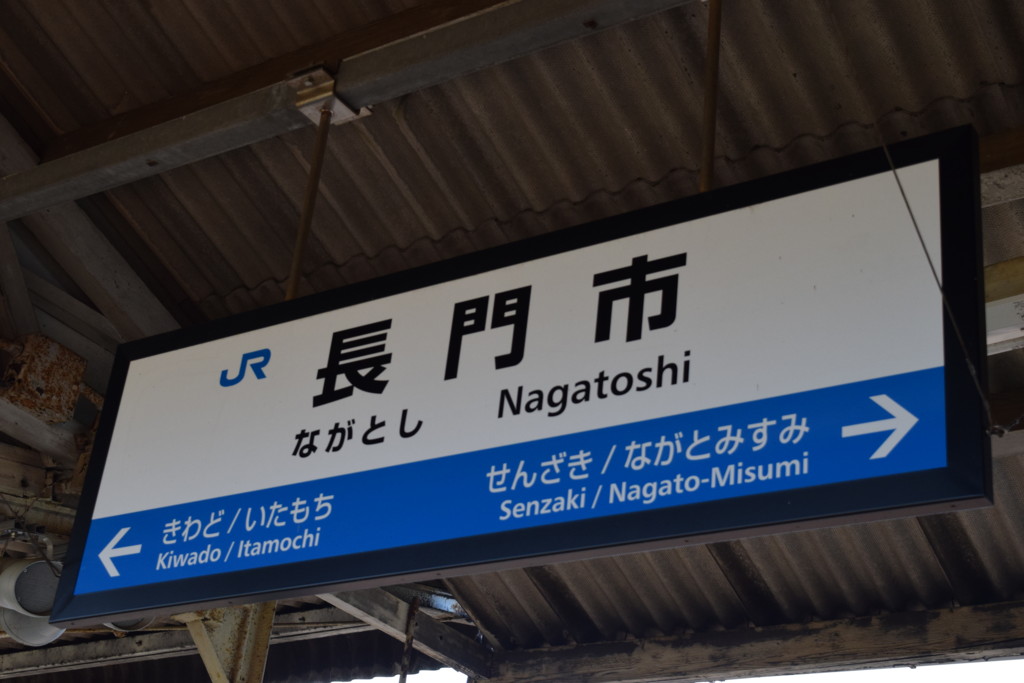 JR 長門市
ながとし Nagatoshi
せんざき / ながとみすみ
Senzaki / Nagato-Misumi
きわど / いたもち
Kiwado / Itamochi